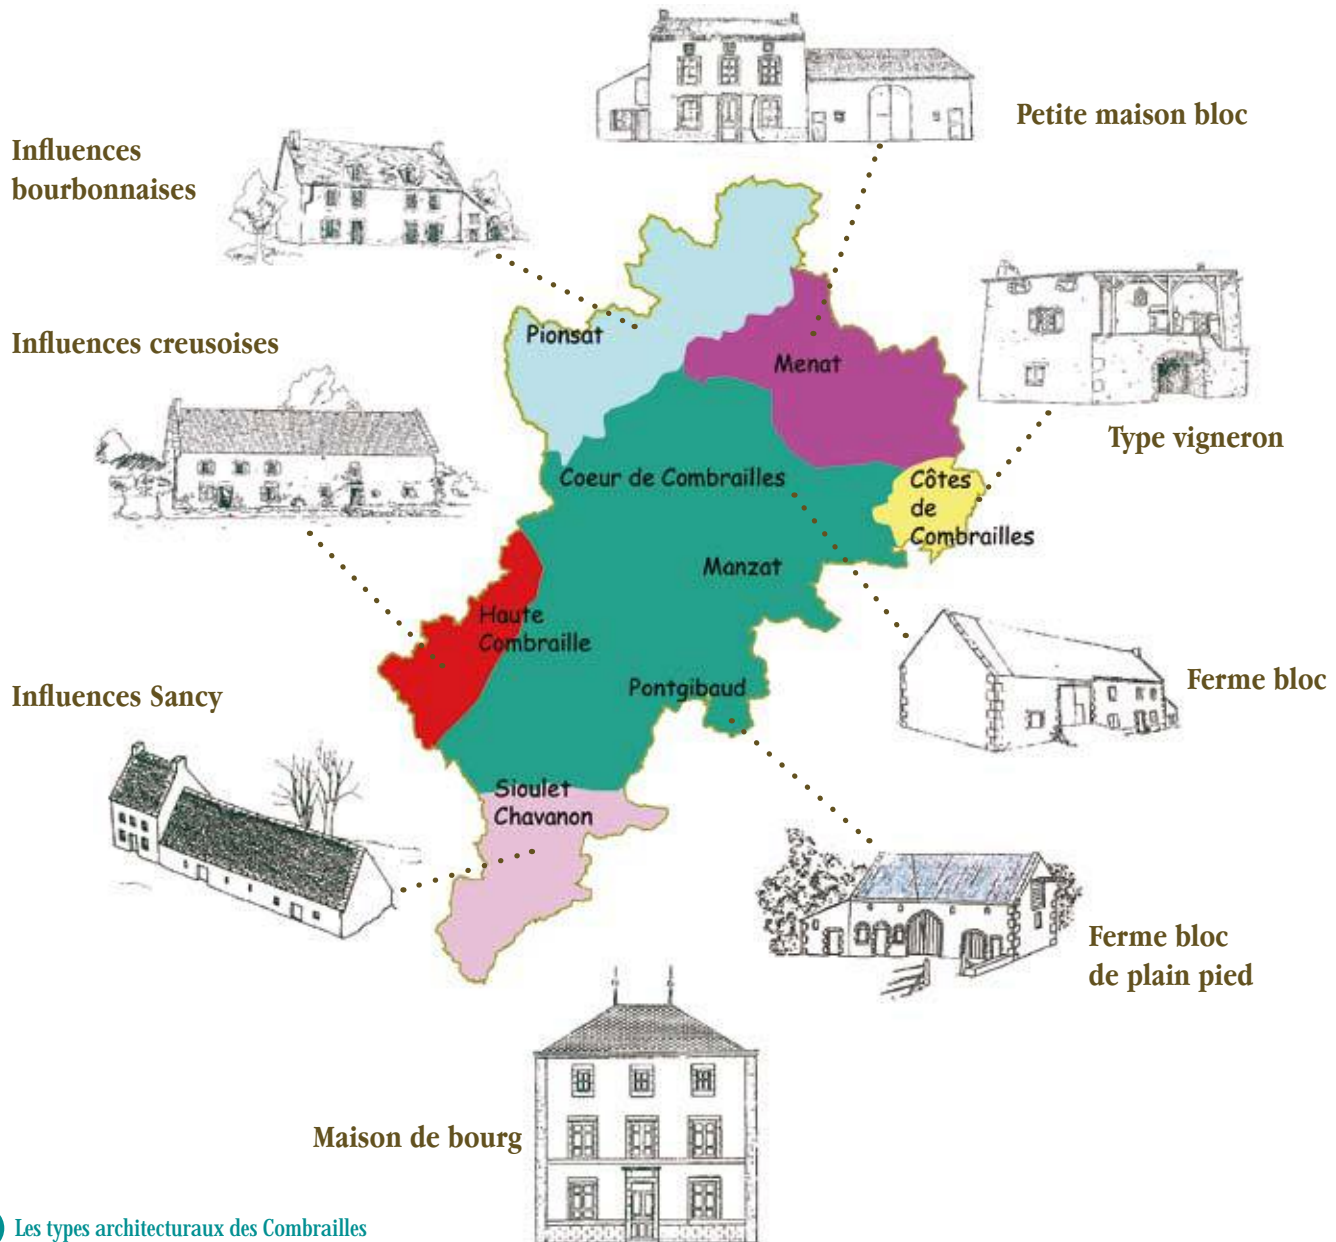 Petite maison bloc
Influences
bourbonnaises
Pionsat
Influences creusoises
Menat
Type vigneron
Coeur de Combrailles
Côtes
de
Combrailles
Manzat
Haute
Combraille
Influences Sancy
Pontgibaud
Ferme bloc
Sioulet
Chavanon
Ferme bloc
de plain pied
Maison de bourg
Les types architecturaux des Combrailles